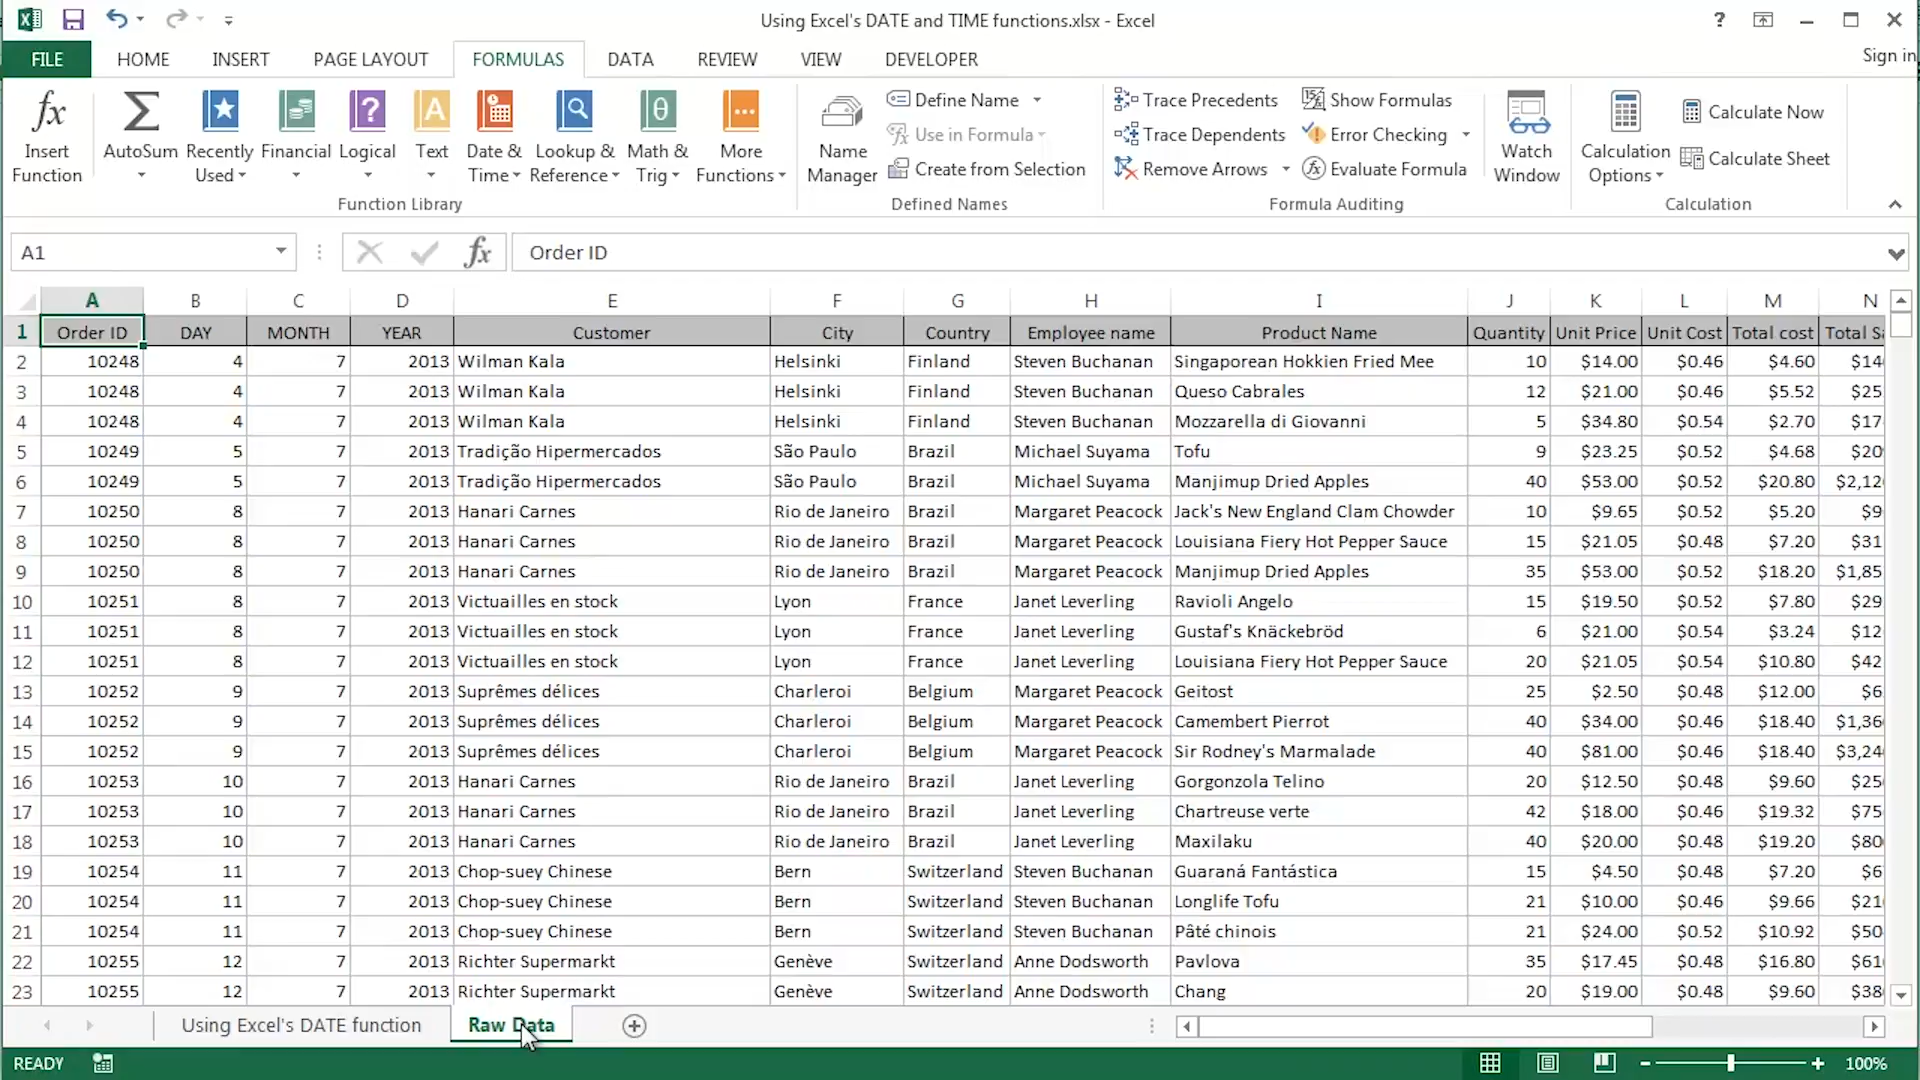 Using Excel's DATE and TIME functions.xlsx - Excel
?
FILE HOME INSERT PAGE LAYOUT FORMULAS DATA REVIEW VIEW DEVELOPER Sign in
Insert Function
AutoSum
Recently Used
Financial
Logical
Text
Date & Time
Lookup & Reference
Math & Trig
More Functions
Function Library
Name Manager
Define Name
Use in Formula
Create from Selection
Defined Names
Trace Precedents
Trace Dependents
Remove Arrows
Show Formulas
Error Checking
Evaluate Formula
Formula Auditing
Watch Window
Calculation Options
Calculate Now
Calculate Sheet
Calculation
A1 fx Order ID
A B C D E F G H I J K L M N
1 Order ID DAY MONTH YEAR Customer City Country Employee name Product Name Quantity Unit Price Unit Cost Total cost Total Sa
2 10248 4 7 2013 Wilman Kala Helsinki Finland Steven Buchanan Singaporean Hokkien Fried Mee 10 $14.00 $0.46 $4.60 $14
3 10248 4 7 2013 Wilman Kala Helsinki Finland Steven Buchanan Queso Cabrales 12 $21.00 $0.46 $5.52 $25
4 10248 4 7 2013 Wilman Kala Helsinki Finland Steven Buchanan Mozzarella di Giovanni 5 $34.80 $0.54 $2.70 $17
5 10249 5 7 2013 Tradição Hipermercados São Paulo Brazil Michael Suyama Tofu 9 $23.25 $0.52 $4.68 $20
6 10249 5 7 2013 Tradição Hipermercados São Paulo Brazil Michael Suyama Manjimup Dried Apples 40 $53.00 $0.52 $20.80 $2,12
7 10250 8 7 2013 Hanari Carnes Rio de Janeiro Brazil Margaret Peacock Jack's New England Clam Chowder 10 $9.65 $0.52 $5.20 $9
8 10250 8 7 2013 Hanari Carnes Rio de Janeiro Brazil Margaret Peacock Louisiana Fiery Hot Pepper Sauce 15 $21.05 $0.48 $7.20 $31
9 10250 8 7 2013 Hanari Carnes Rio de Janeiro Brazil Margaret Peacock Manjimup Dried Apples 35 $53.00 $0.52 $18.20 $1,85
10 10251 8 7 2013 Victuailles en stock Lyon France Janet Leverling Ravioli Angelo 15 $19.50 $0.52 $7.80 $29
11 10251 8 7 2013 Victuailles en stock Lyon France Janet Leverling Gustaf's Knäckebröd 6 $21.00 $0.54 $3.24 $12
12 10251 8 7 2013 Victuailles en stock Lyon France Janet Leverling Louisiana Fiery Hot Pepper Sauce 20 $21.05 $0.54 $10.80 $42
13 10252 9 7 2013 Suprêmes délices Charleroi Belgium Margaret Peacock Geitost 25 $2.50 $0.48 $12.00 $6
14 10252 9 7 2013 Suprêmes délices Charleroi Belgium Margaret Peacock Camembert Pierrot 40 $34.00 $0.46 $18.40 $1,36
15 10252 9 7 2013 Suprêmes délices Charleroi Belgium Margaret Peacock Sir Rodney's Marmalade 40 $81.00 $0.46 $18.40 $3,24
16 10253 10 7 2013 Hanari Carnes Rio de Janeiro Brazil Janet Leverling Gorgonzola Telino 20 $12.50 $0.48 $9.60 $25
17 10253 10 7 2013 Hanari Carnes Rio de Janeiro Brazil Janet Leverling Chartreuse verte 42 $18.00 $0.46 $19.32 $75
18 10253 10 7 2013 Hanari Carnes Rio de Janeiro Brazil Janet Leverling Maxilaku 40 $20.00 $0.48 $19.20 $80
19 10254 11 7 2013 Chop-suey Chinese Bern Switzerland Steven Buchanan Guaraná Fantástica 15 $4.50 $0.48 $7.20 $6
20 10254 11 7 2013 Chop-suey Chinese Bern Switzerland Steven Buchanan Longlife Tofu 21 $10.00 $0.46 $9.66 $21
21 10254 11 7 2013 Chop-suey Chinese Bern Switzerland Steven Buchanan Pâté chinois 21 $24.00 $0.52 $10.92 $50
22 10255 12 7 2013 Richter Supermarkt Genève Switzerland Anne Dodsworth Pavlova 35 $17.45 $0.48 $16.80 $61
23 10255 12 7 2013 Richter Supermarkt Genève Switzerland Anne Dodsworth Chang 20 $19.00 $0.48 $9.60 $38
Using Excel's DATE function Raw Data
READY 100%